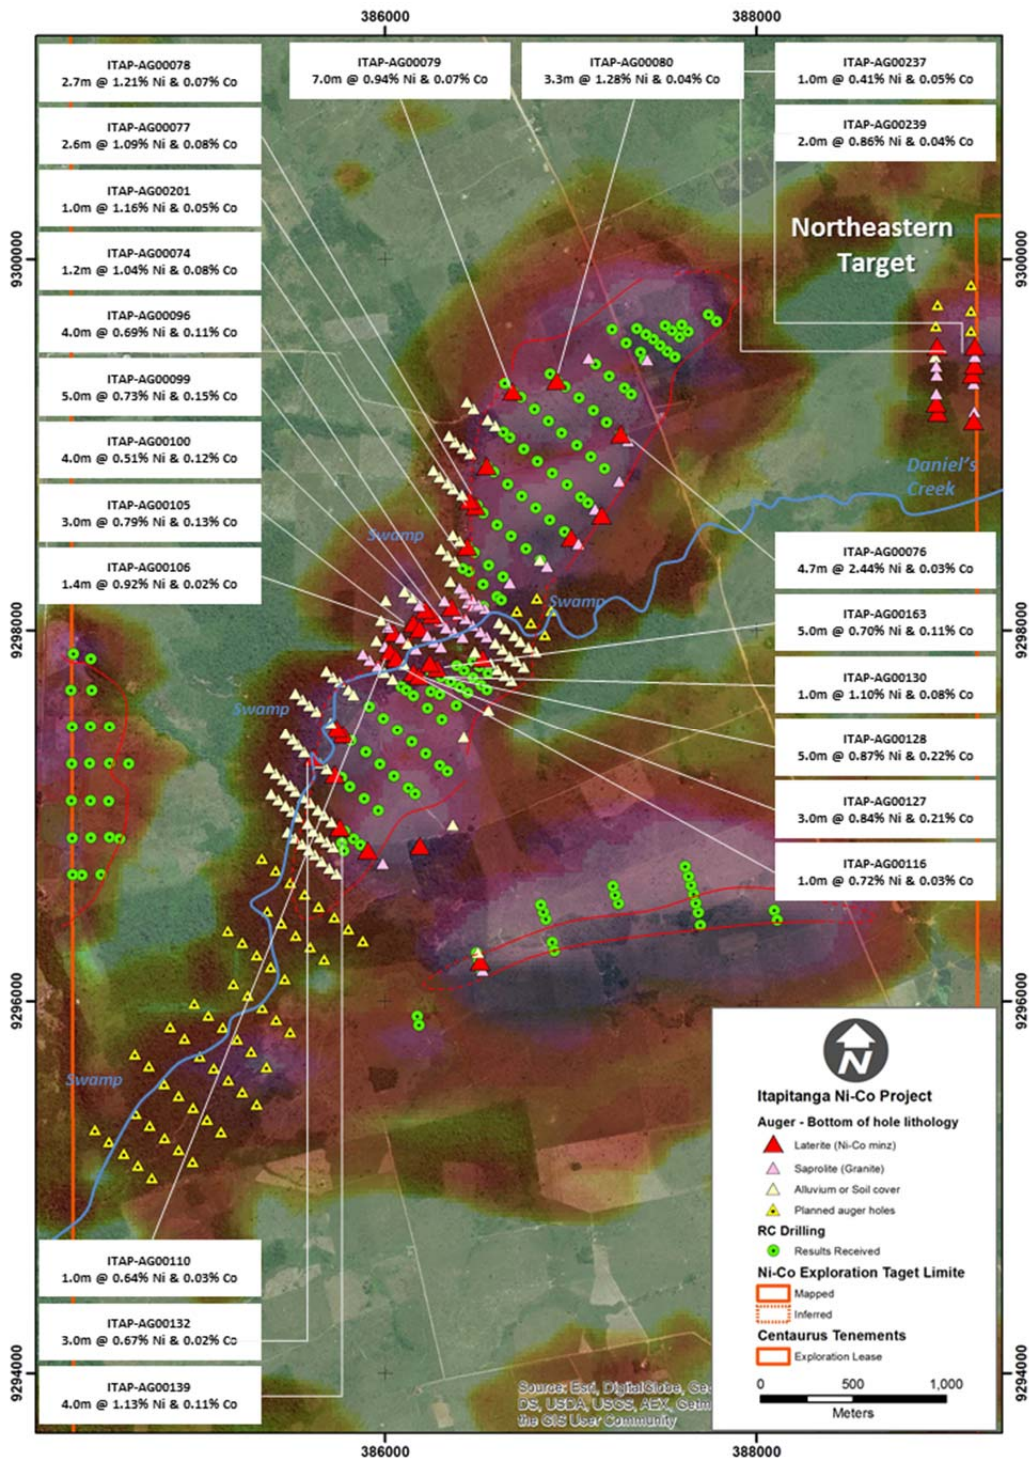 386000
388000
ITAP-AG00078
2.7m @ 1.21% Ni & 0.07% Co
ITAP-AG00079
7.0m @ 0.94% Ni & 0.07% Co
ITAP-AG00080
3.3m @ 1.28% Ni & 0.04% Co
ITAP-AG00237
1.0m @ 0.41% Ni & 0.05% Co
ITAP-AG00077
2.6m @ 1.09% Ni & 0.08% Co
ITAP-AG00239
2.0m @ 0.86% Ni & 0.04% Co
ITAP-AG00201
1.0m @ 1.16% Ni & 0.05% Co
ITAP-AG00074
1.2m @ 1.04% Ni & 0.08% Co
Northeastern
Target
9300000
9300000
ITAP-AG00096
4.0m @ 0.69% Ni & 0.11% Co
ITAP-AG00099
5.0m @ 0.73% Ni & 0.15% Co
ITAP-AG00100
4.0m @ 0.51% Ni & 0.12% Co
Daniel's
Creek
ITAP-AG00105
3.0m @ 0.79% Ni & 0.13% Co
Swamp
ITAP-AG00106
1.4m @ 0.92% Ni & 0.02% Co
ITAP-AG00076
4.7m @ 2.44% Ni & 0.03% Co
Swamp
9298000
9298000
ITAP-AG00163
5.0m @ 0.70% Ni & 0.11% Co
ITAP-AG00130
1.0m @ 1.10% Ni & 0.08% Co
Swamp
ITAP-AG00128
5.0m @ 0.87% Ni & 0.22% Co
ITAP-AG00127
3.0m @ 0.84% Ni & 0.21% Co
ITAP-AG00116
1.0m @ 0.72% Ni & 0.03% Co
9296000
9296000
Swamp
N
Itapitanga Ni-Co Project
Auger - Bottom of hole lithology
Laterite (Ni-Co minz)
Saprolite (Granite)
Alluvium or Soil cover
Planned auger holes
RC Drilling
Results Received
Ni-Co Exploration Taget Limite
Mapped
Inferred
Centaurus Tenements
Exploration Lease
0 500 1,000
Meters
ITAP-AG00110
1.0m @ 0.64% Ni & 0.03% Co
ITAP-AG00132
3.0m @ 0.67% Ni & 0.02% Co
ITAP-AG00139
4.0m @ 1.13% Ni & 0.11% Co
9294000
9294000
Source: Esri, DigitalGlobe, Geo
DS, USDA, USGS, AEX, Getm
the GIS User Community
386000
388000